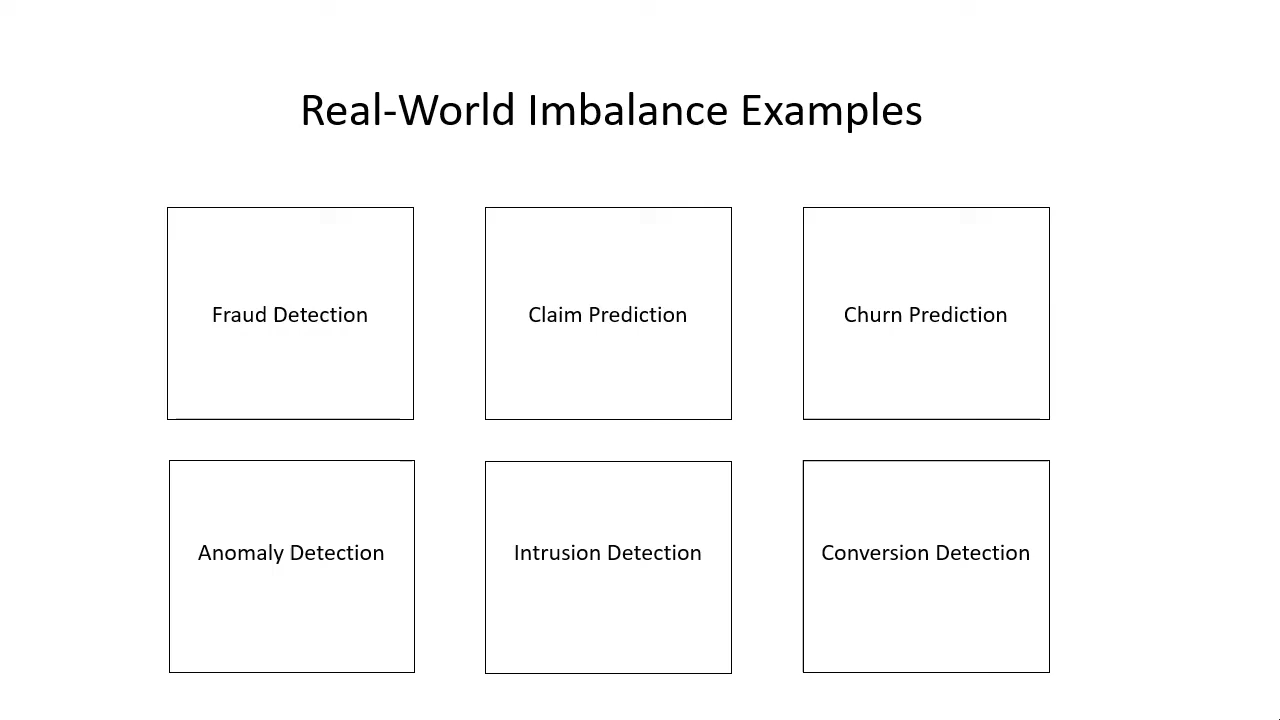 Real-World Imbalance Examples
Fraud Detection
Claim Prediction
Churn Prediction
Anomaly Detection
Intrusion Detection
Conversion Detection